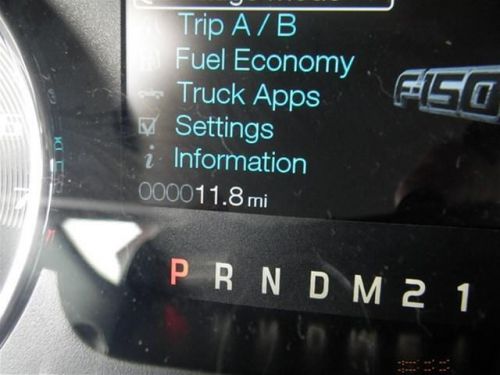 Trip A / B
Fuel Economy
Truck Apps
Settings
Information
F-150
000011.8 mi
P R N D M 2 1